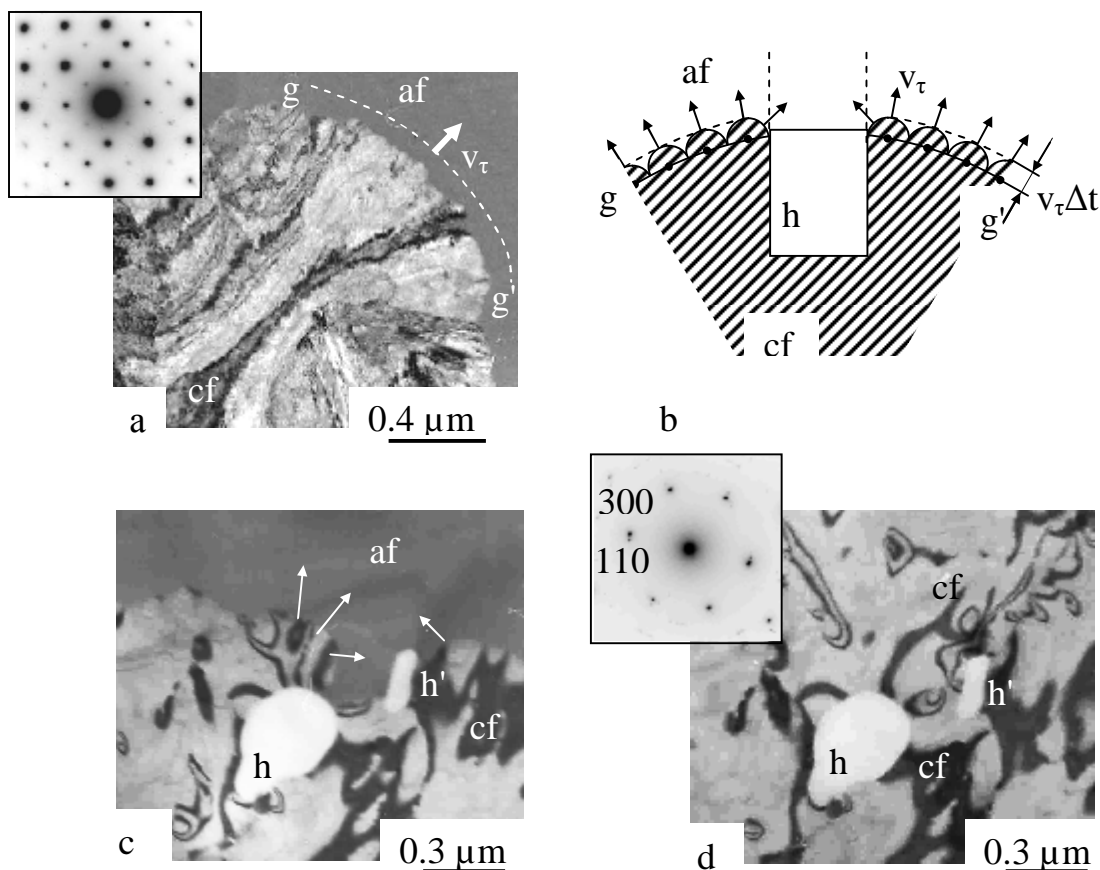 g
af
v_τ
g'
cf
a
0.4 µm
af
v_τ
g
h
g'
v_τΔt
cf
b
af
h'
cf
h
c
0.3 µm
300
110
cf
h'
h
cf
d
0.3 µm